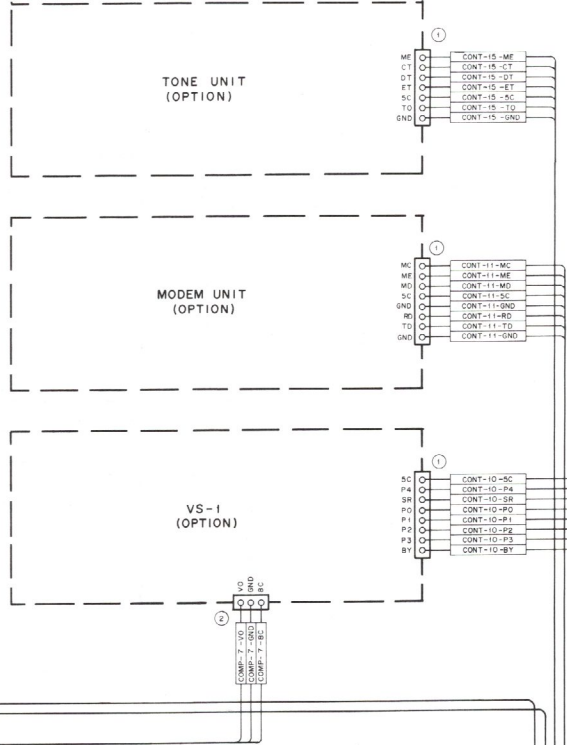 TONE UNIT
(OPTION)
1
ME CONT-15-ME
CT CONT-15-CT
DT CONT-15-DT
ET CONT-15-ET
5C CONT-15-5C
TO CONT-15-TO
GND CONT-15-GND
MODEM UNIT
(OPTION)
1
MC CONT-11-MC
ME CONT-11-ME
MD CONT-11-MD
5C CONT-11-5C
GND CONT-11-GND
RD CONT-11-RD
TD CONT-11-TD
GND CONT-11-GND
VS-1
(OPTION)
1
5C CONT-10-5C
P4 CONT-10-P4
SR CONT-10-SR
P0 CONT-10-P0
P1 CONT-10-P1
P2 CONT-10-P2
P3 CONT-10-P3
BY CONT-10-BY
2
VO COMP-7-VO
GND COMP-7-GND
8C COMP-7-8C